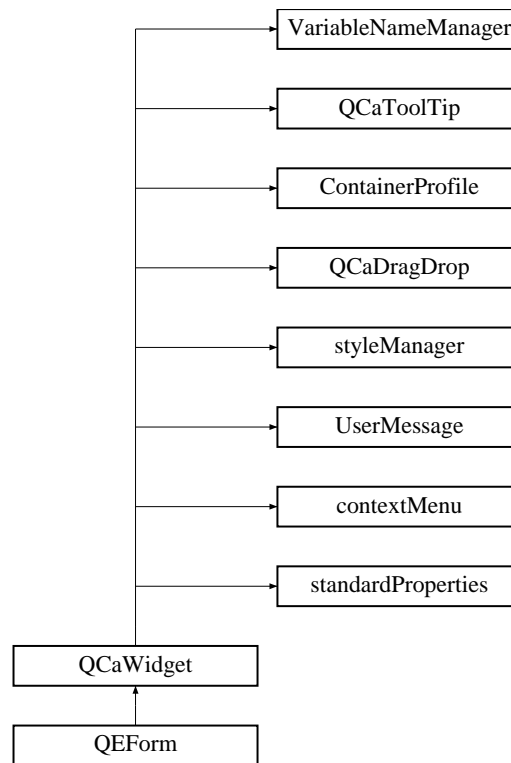 VariableNameManager
QCaToolTip
ContainerProfile
QCaDragDrop
styleManager
UserMessage
contextMenu
standardProperties
QCaWidget
QEForm